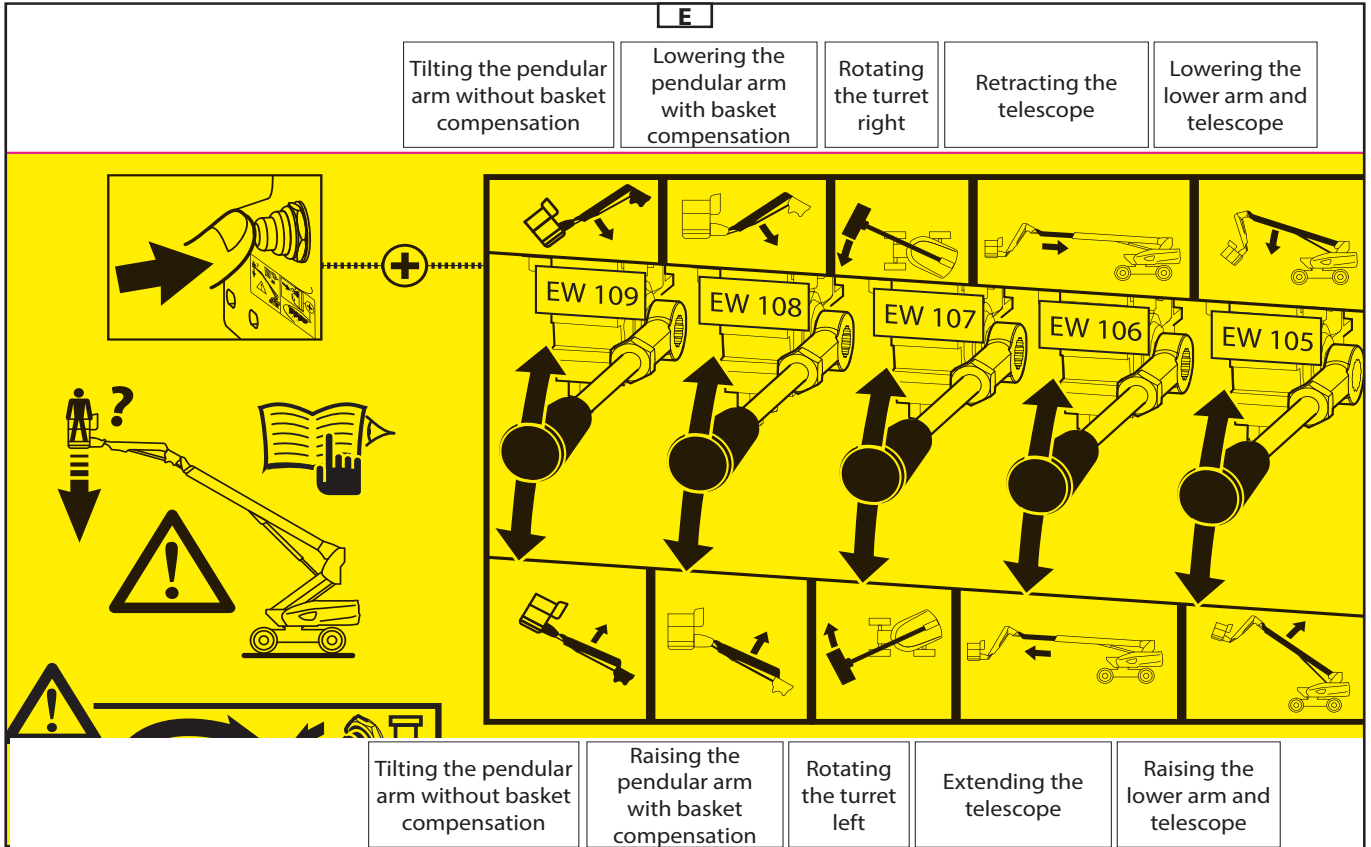 E
Tilting the pendular
arm without basket
compensation
Lowering the
pendular arm
with basket
compensation
Rotating
the turret
right
Retracting the
telescope
Lowering the
lower arm and
telescope
EW 109
EW 108
EW 107
EW 106
EW 105
?
Tilting the pendular
arm without basket
compensation
Raising the
pendular arm
with basket
compensation
Rotating
the turret
left
Extending the
telescope
Raising the
lower arm and
telescope